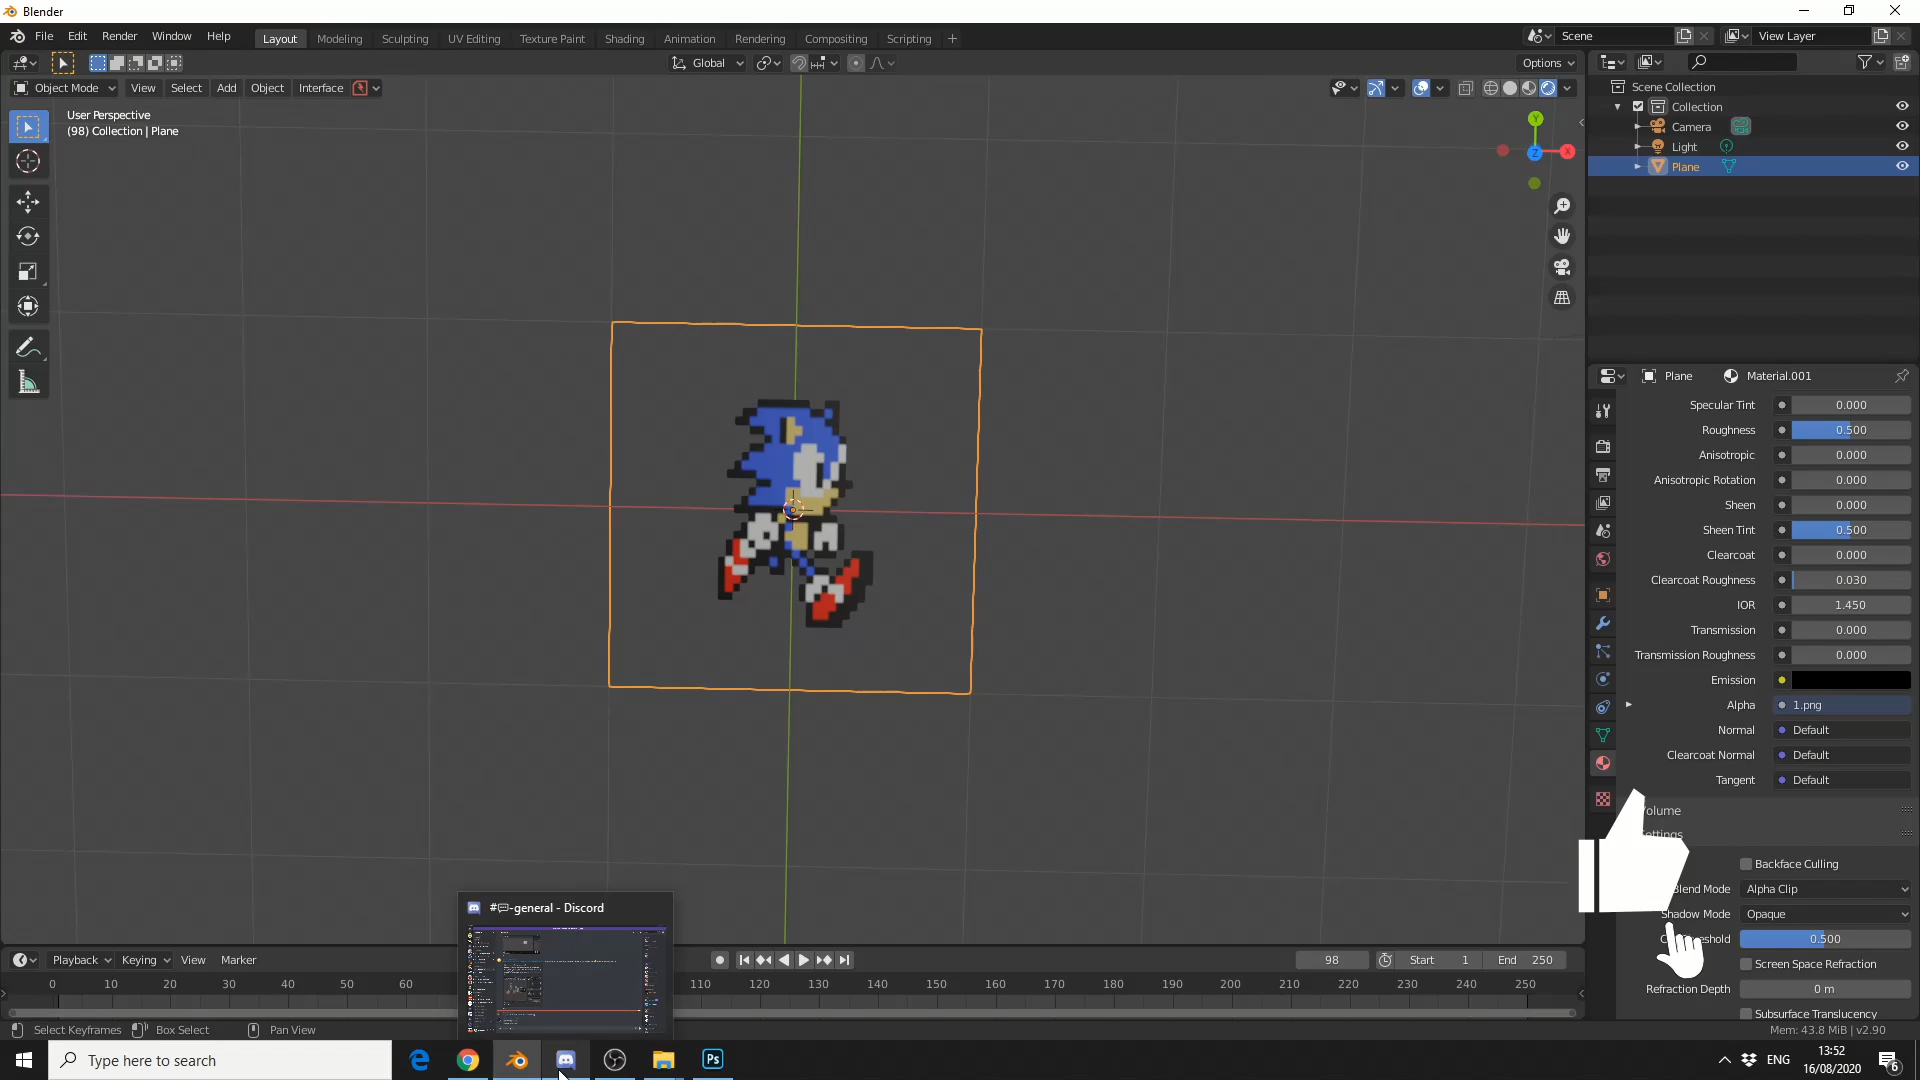 Blender
File Edit Render Window Help
Layout Modeling Sculpting UV Editing Texture Paint Shading Animation Rendering Compositing Scripting
Scene
View Layer
Global
Options
Object Mode View Select Add Object Interface
User Perspective
(98) Collection | Plane
Y
X
Z
Scene Collection
Collection
Camera
Light
Plane
Plane Material.001
Specular Tint 0.000
Roughness 0.500
Anisotropic 0.000
Anisotropic Rotation 0.000
Sheen 0.000
Sheen Tint 0.500
Clearcoat 0.000
Clearcoat Roughness 0.030
IOR 1.450
Transmission 0.000
Transmission Roughness 0.000
Emission
Alpha 1.png
Normal Default
Clearcoat Normal Default
Tangent Default
Backface Culling
Alpha Clip
Shadow Mode Opaque
0.500
Screen Space Refraction
Refraction Depth 0 m
Subsurface Translucency
#-general - Discord
Playback Keying View Marker
98 Start 1 End 250
0 10 20 30 40 50 60 110 120 130 140 150 160 170 180 190 200 210 220 230 240 250
Select Keyframes Box Select Pan View
Mem: 43.8 MiB | v2.90
Type here to search
Ps
ENG
13:52
16/08/2020
6